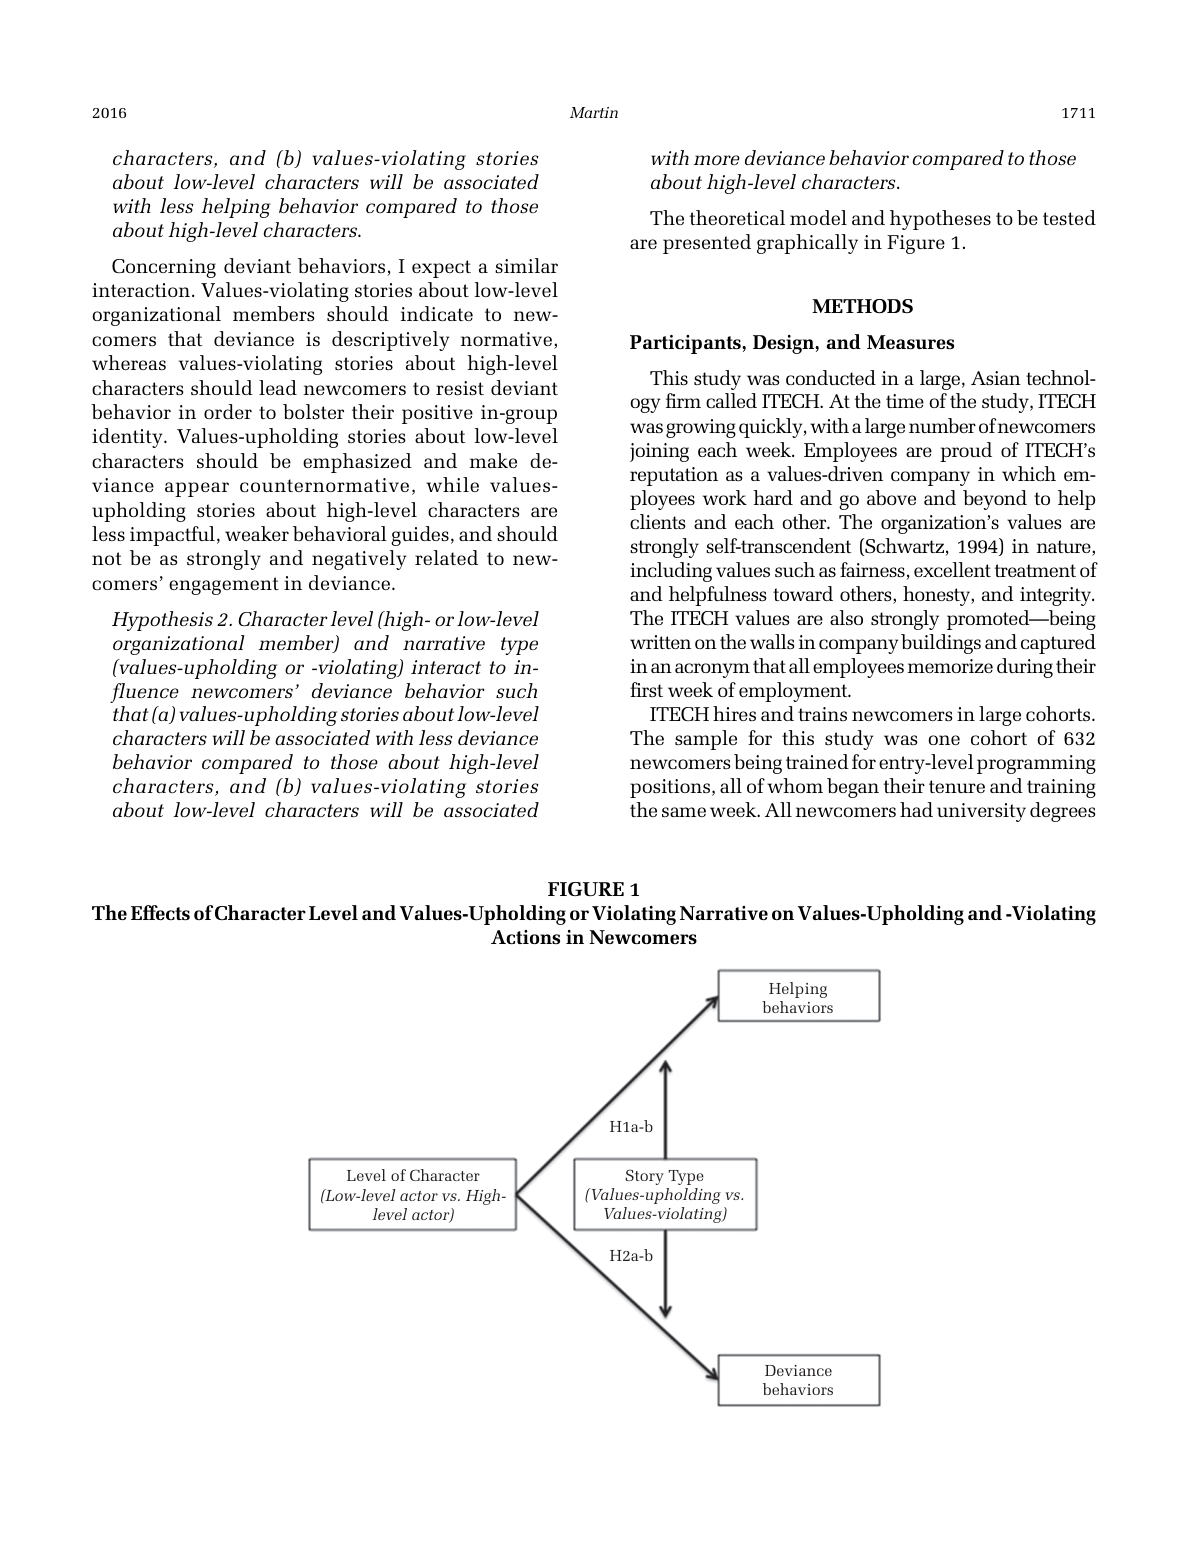 2016
Martin
1711
characters, and (b) values-violating stories
about low-level characters will be associated
with less helping behavior compared to those
about high-level characters.
Concerning deviant behaviors, I expect a similar
interaction. Values-violating stories about low-level
organizational members should indicate to new-
comers that deviance is descriptively normative,
whereas values-violating stories about high-level
characters should lead newcomers to resist deviant
behavior in order to bolster their positive in-group
identity. Values-upholding stories about low-level
characters should be emphasized and make de-
viance appear counternormative, while values-
upholding stories about high-level characters are
less impactful, weaker behavioral guides, and should
not be as strongly and negatively related to new-
comers' engagement in deviance.
Hypothesis 2. Character level (high- or low-level
organizational member) and narrative type
(values-upholding or -violating) interact to in-
fluence newcomers' deviance behavior such
that (a) values-upholding stories about low-level
characters will be associated with less deviance
behavior compared to those about high-level
characters, and (b) values-violating stories
about low-level characters will be associated
with more deviance behavior compared to those
about high-level characters.
The theoretical model and hypotheses to be tested
are presented graphically in Figure 1.
METHODS
Participants, Design, and Measures
This study was conducted in a large, Asian technol-
ogy firm called ITECH. At the time of the study, ITECH
was growing quickly, with a large number of newcomers
joining each week. Employees are proud of ITECH's
reputation as a values-driven company in which em-
ployees work hard and go above and beyond to help
clients and each other. The organization's values are
strongly self-transcendent (Schwartz, 1994) in nature,
including values such as fairness, excellent treatment of
and helpfulness toward others, honesty, and integrity.
The ITECH values are also strongly promoted—being
written on the walls in company buildings and captured
in an acronym that all employees memorize during their
first week of employment.
ITECH hires and trains newcomers in large cohorts.
The sample for this study was one cohort of 632
newcomers being trained for entry-level programming
positions, all of whom began their tenure and training
the same week. All newcomers had university degrees
FIGURE 1
The Effects of Character Level and Values-Upholding or Violating Narrative on Values-Upholding and -Violating
Actions in Newcomers
Helping
behaviors
H1a-b
Level of Character
(Low-level actor vs. High-
level actor)
Story Type
(Values-upholding vs.
Values-violating)
H2a-b
Deviance
behaviors